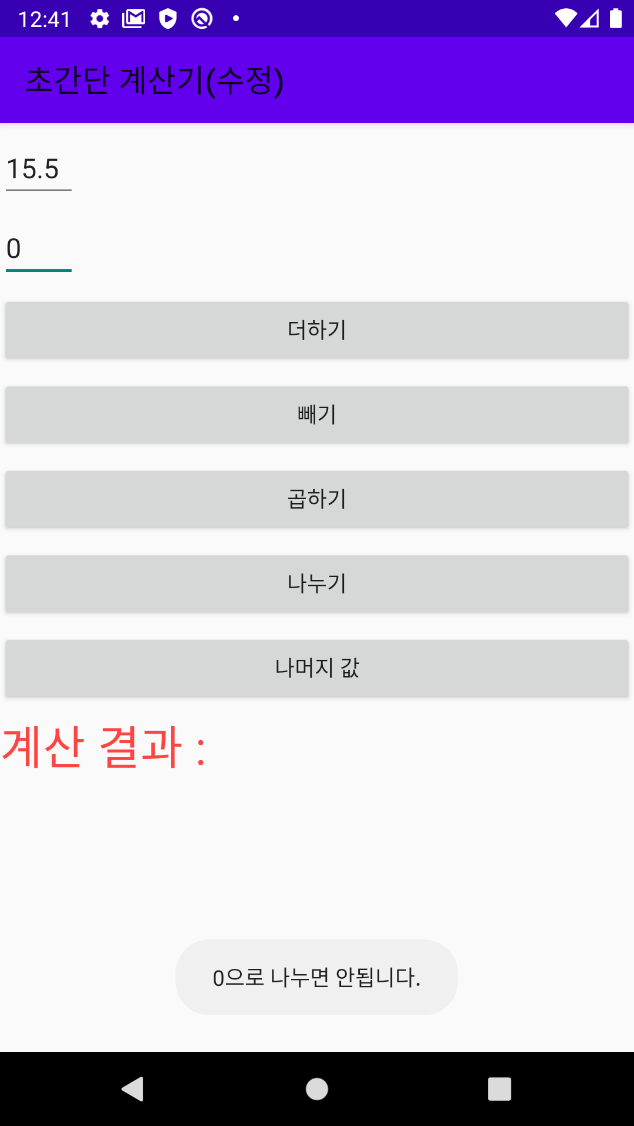 12:41
초간단 계산기(수정)
15.5
0
더하기
빼기
곱하기
나누기
나머지 값
계산 결과 :
0으로 나누면 안됩니다.